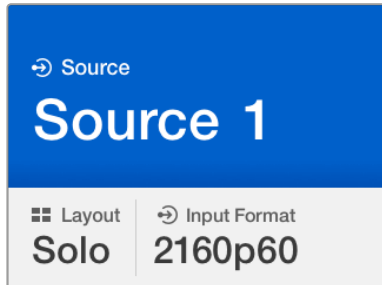 Source
Source 1
Layout
Input Format
Solo
2160p60